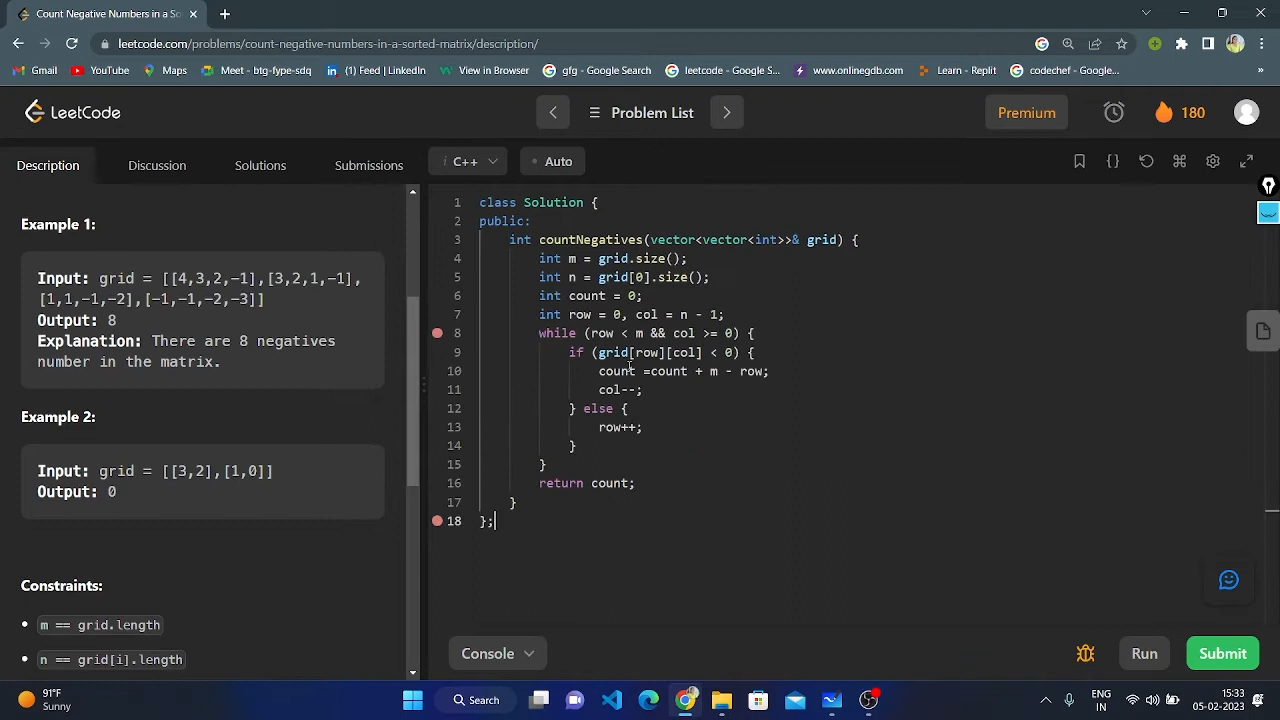 Count Negative Numbers in a So
leetcode.com/problems/count-negative-numbers-in-a-sorted-matrix/description/
Gmail YouTube Maps Meet - btg-fype-sdq (1) Feed | LinkedIn View in Browser gfg - Google Search leetcode - Google S... www.onlinegdb.com Learn - Replit codechef - Google... »
LeetCode Problem List Premium 180
Description Discussion Solutions Submissions i C++ Auto
Example 1:
Input: grid = [[4,3,2,−1],[3,2,1,−1],
[1,1,−1,−2],[−1,−1,−2,−3]]
Output: 8
Explanation: There are 8 negatives
number in the matrix.
Example 2:
Input: grid = [[3,2],[1,0]]
Output: 0
Constraints:
m == grid.length
n == grid[i].length
1 class Solution {
2 public:
3 int countNegatives(vector<vector<int>>& grid) {
4 int m = grid.size();
5 int n = grid[0].size();
6 int count = 0;
7 int row = 0, col = n - 1;
8 while (row < m && col >= 0) {
9 if (grid[row][col] < 0) {
10 count =count + m - row;
11 col--;
12 } else {
13 row++;
14 }
15 }
16 return count;
17 }
18 };
Console Run Submit
91°F
Sunny
Search
ENG
IN
15:33
05-02-2023